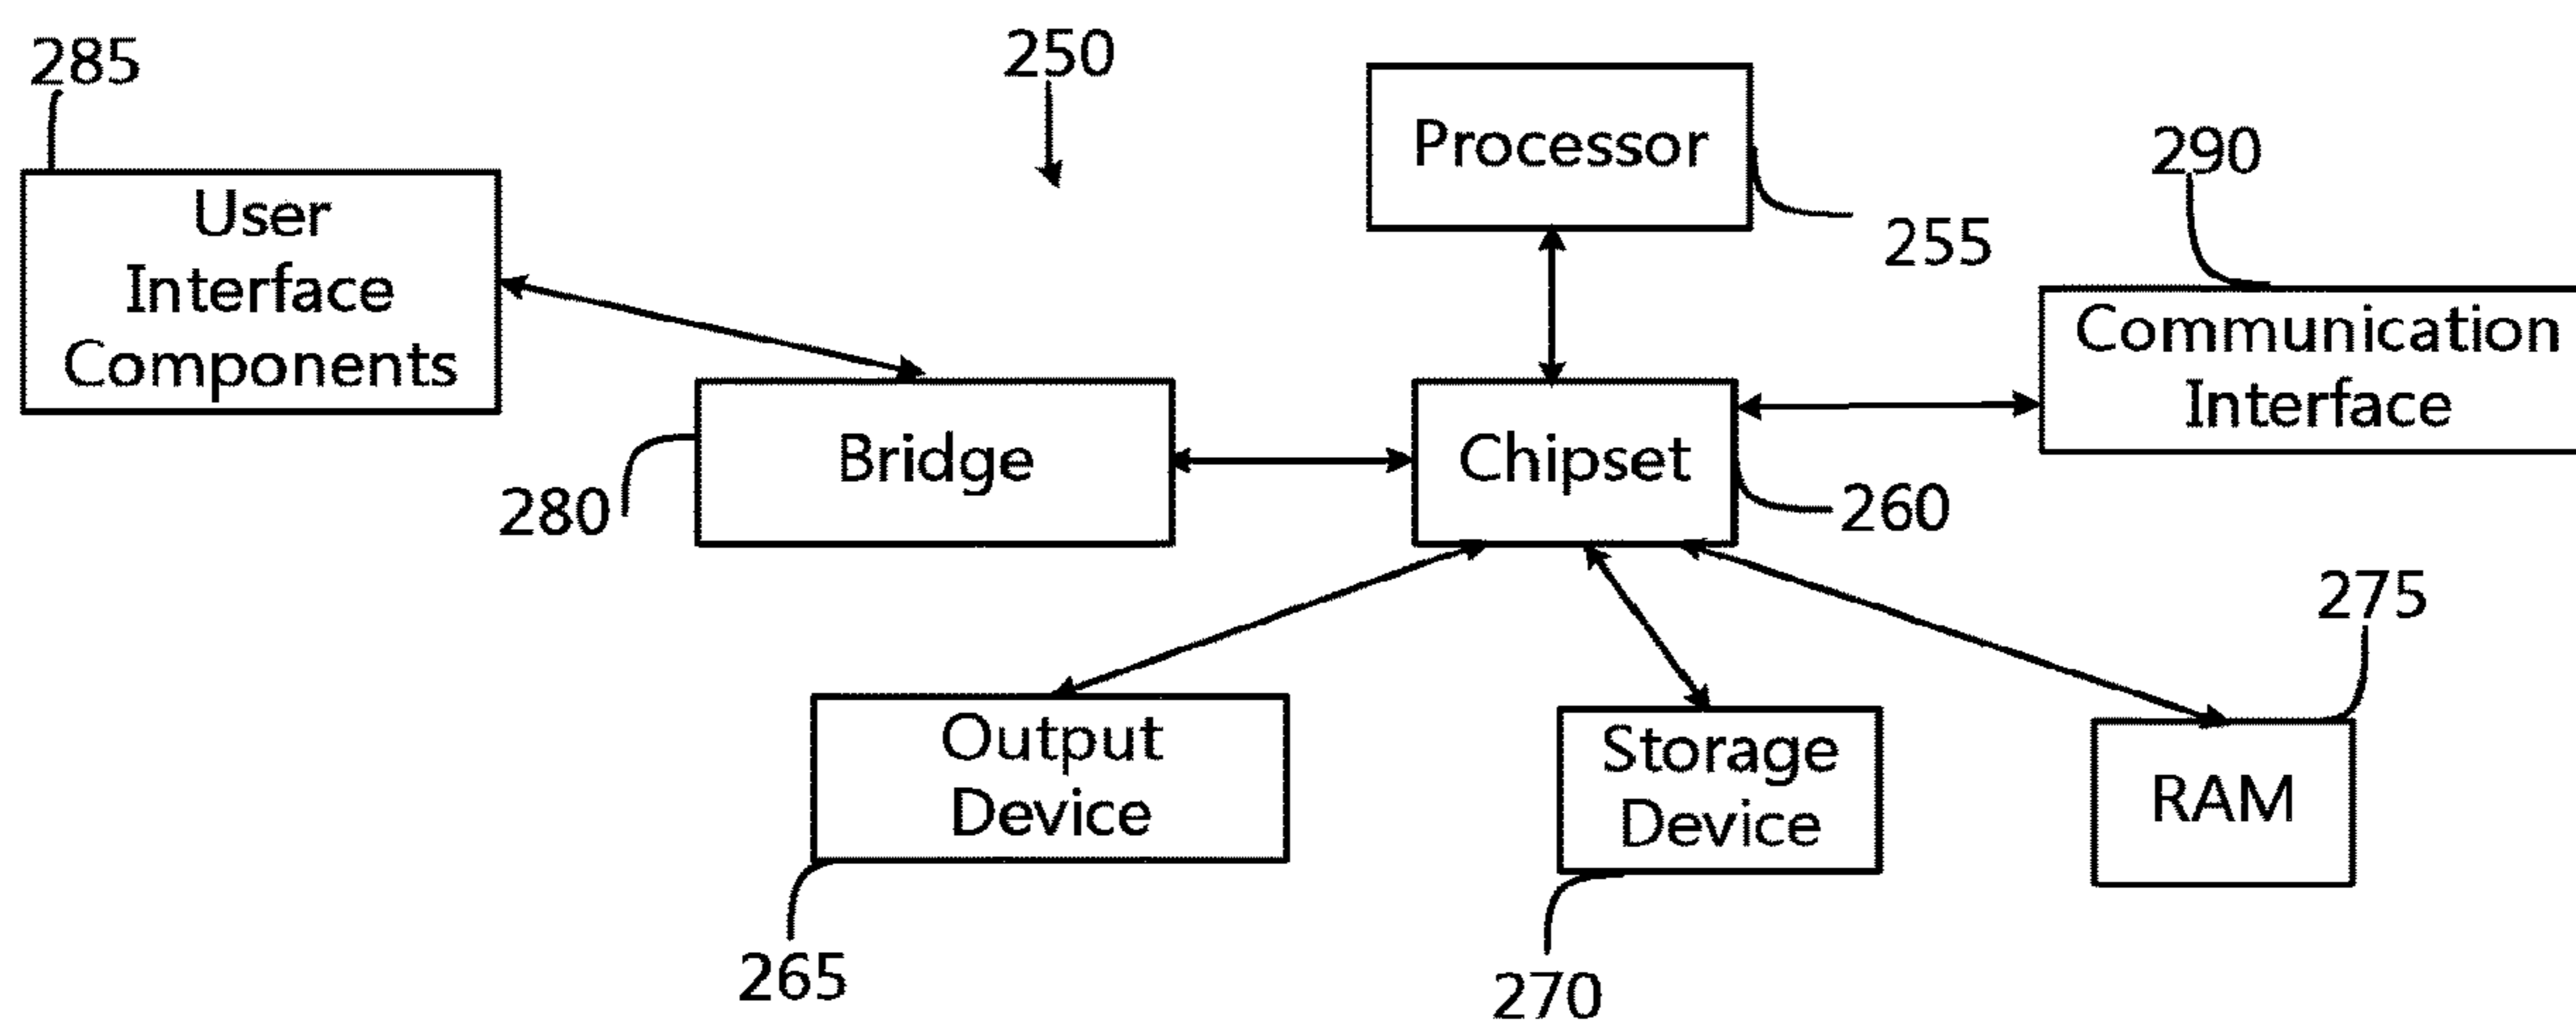 285
250
Processor
290
User
Interface
Components
255
Communication
Interface
Bridge
Chipset
280
260
275
Output
Device
Storage
Device
RAM
265
270